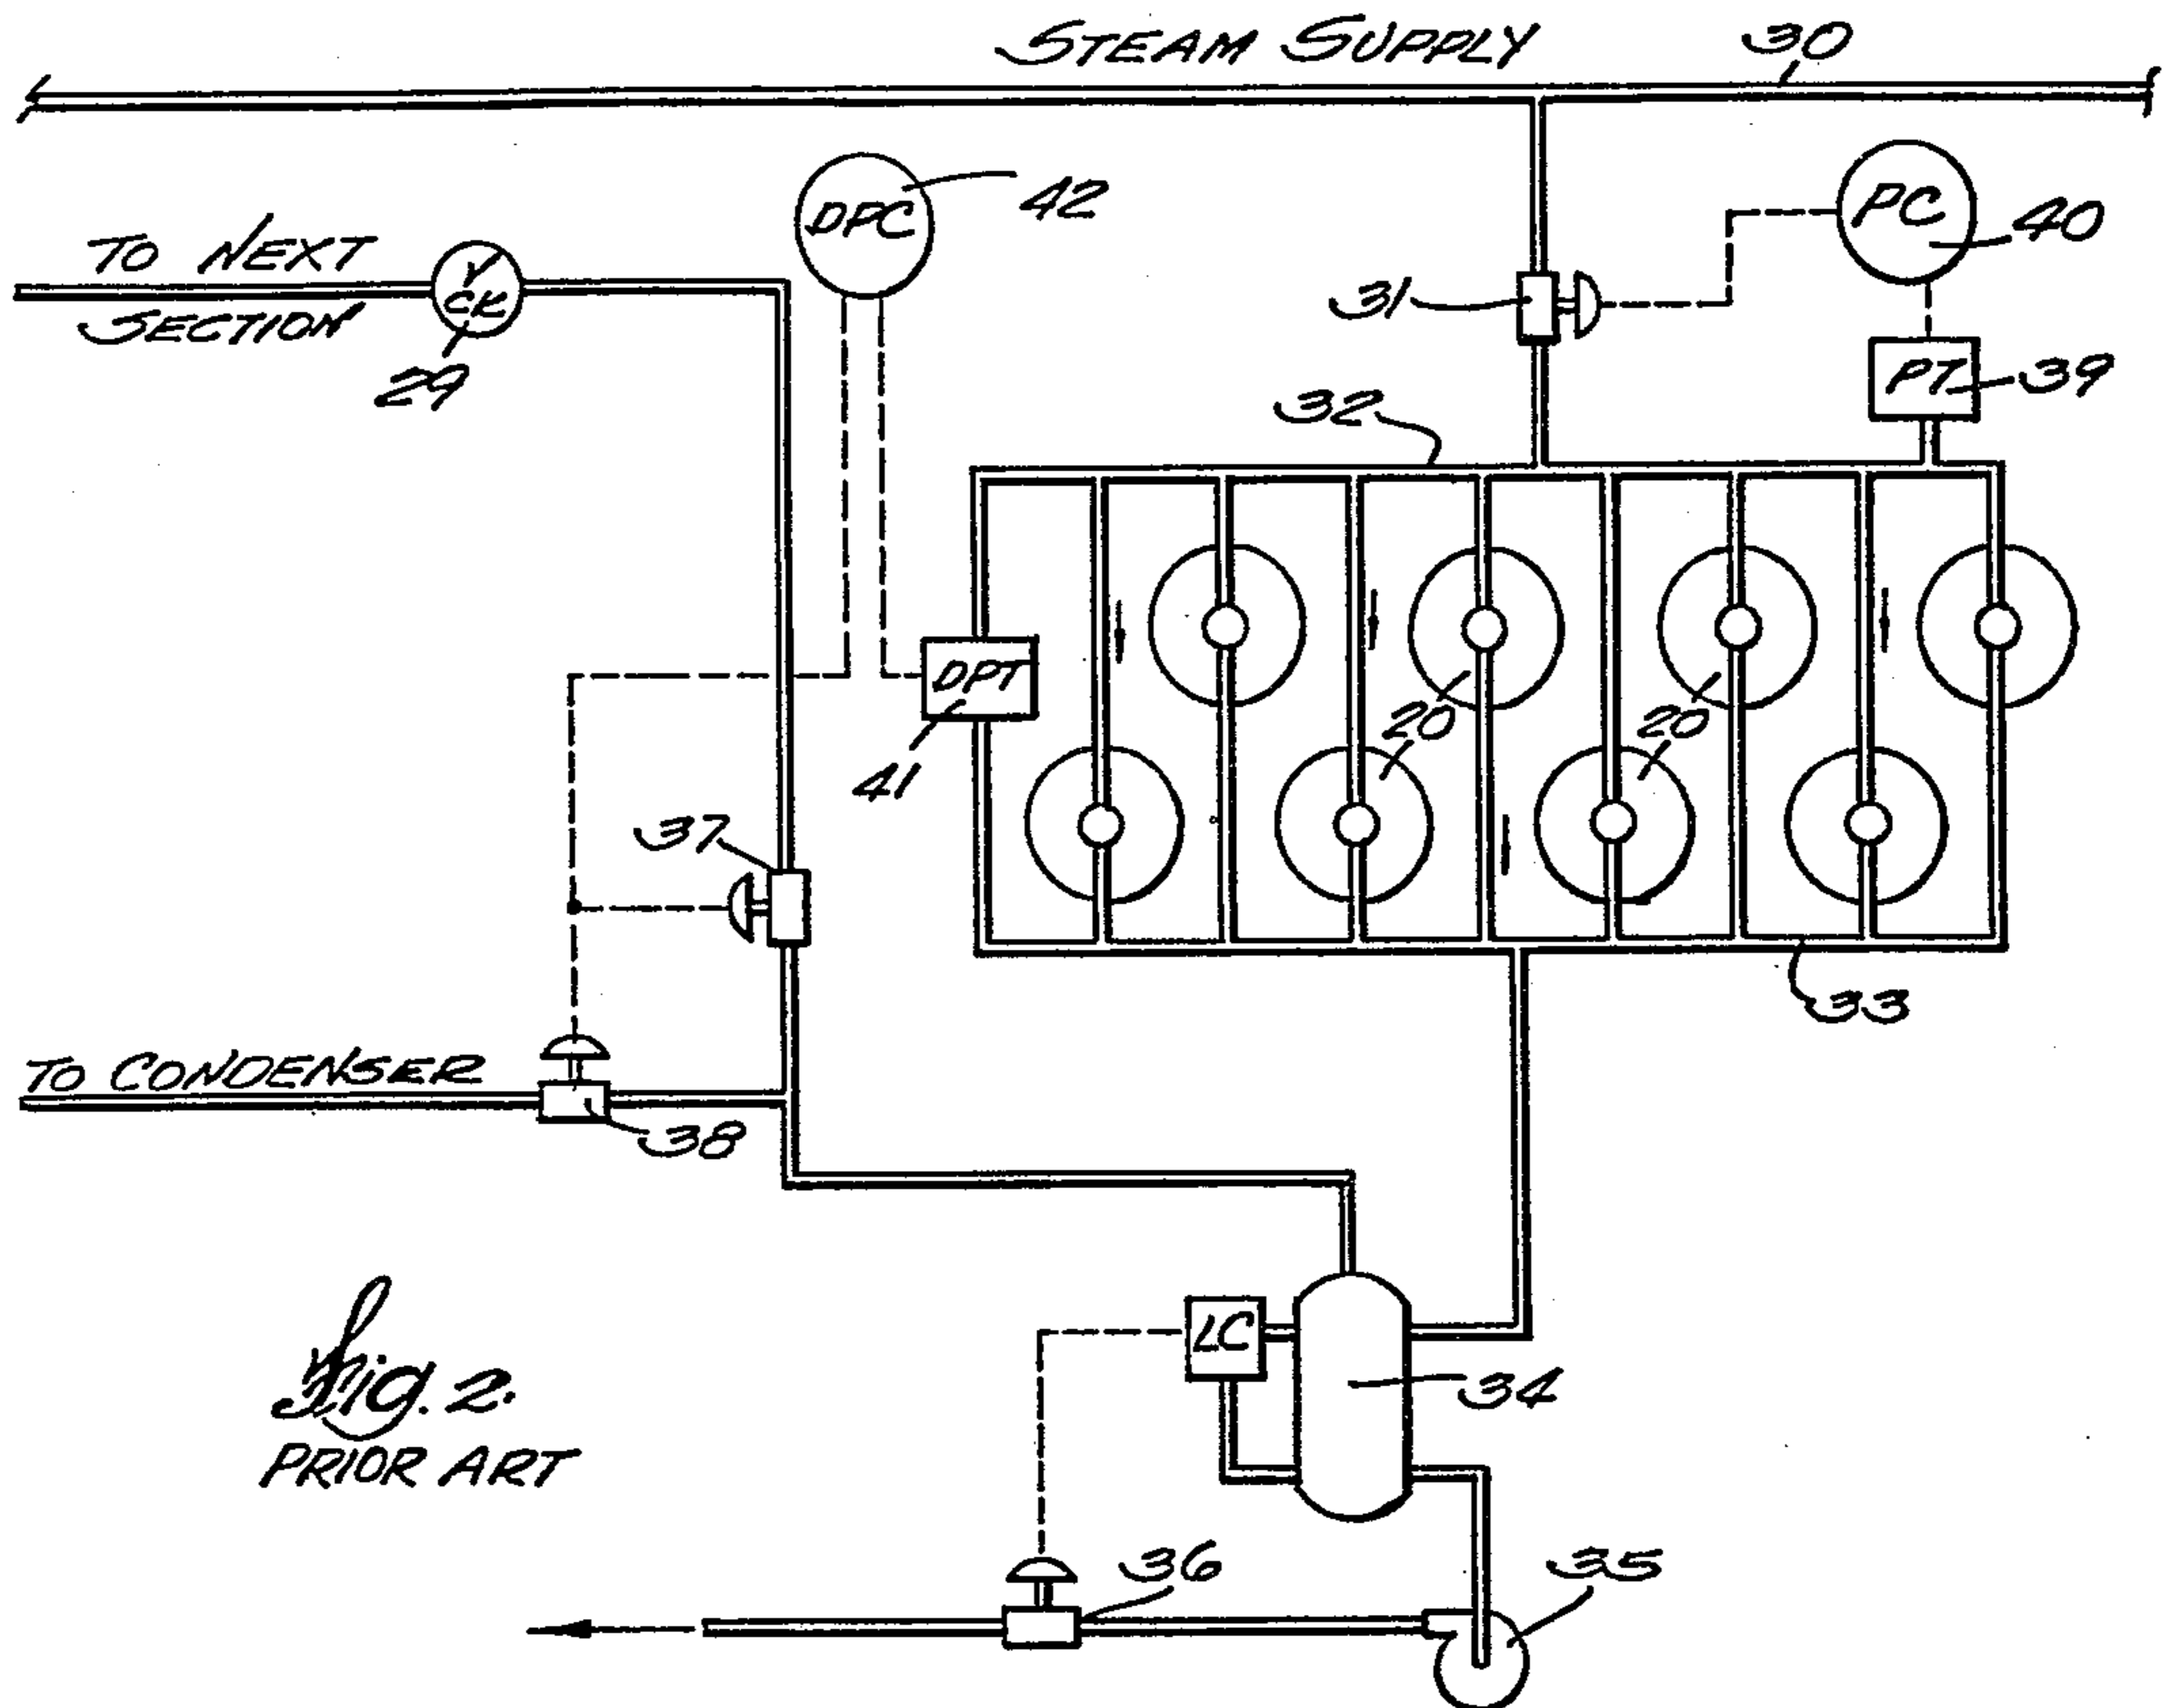 STEAM SUPPLY
30
42
DPC
PC
40
TO NEXT
SECTION
V
CK
29
31
PT
39
32
DPT
41
20
20
37
33
TO CONDENSER
38
LC
34
Fig. 2.
PRIOR ART
36
35